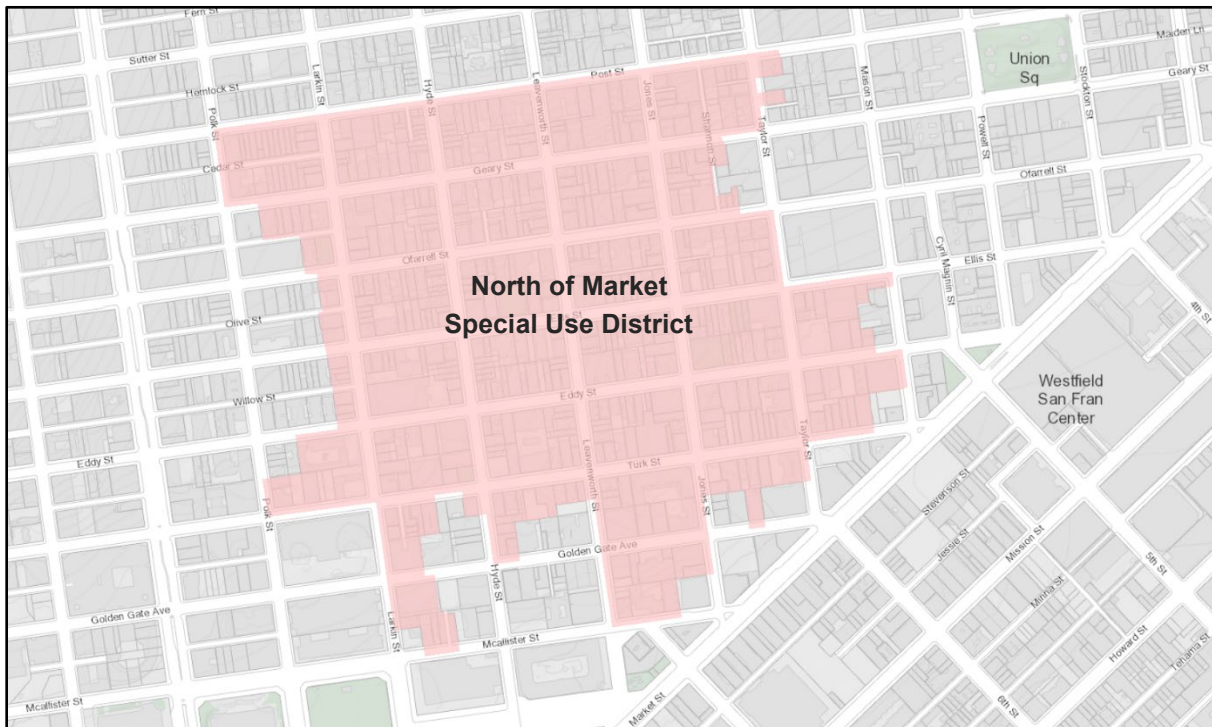 Fern St
Sutter St
Hemlock St
Polk St
Larkin St
Hyde St
Leavenworth St
Post St
Jones St
Shannon St
Taylor St
Mason St
Union
Sq
Powell St
Stockton St
Maiden Ln
Geary St
Cedar St
Geary St
Ofarrell St
Ofarrell St
Cyril Magnin St
Ellis St
4th St
North of Market
Special Use District
Olive St
Willow St
Eddy St
Eddy St
Westfield
San Fran
Center
Polk St
Turk St
Leavenworth St
Jones St
Taylor St
Stevenson St
Jessie St
Mission St
Minna St
5th St
Golden Gate Ave
Golden Gate Ave
Hyde St
Larkin St
Mcallister St
Mcallister St
Market St
Howard St
Tehama St
6th St